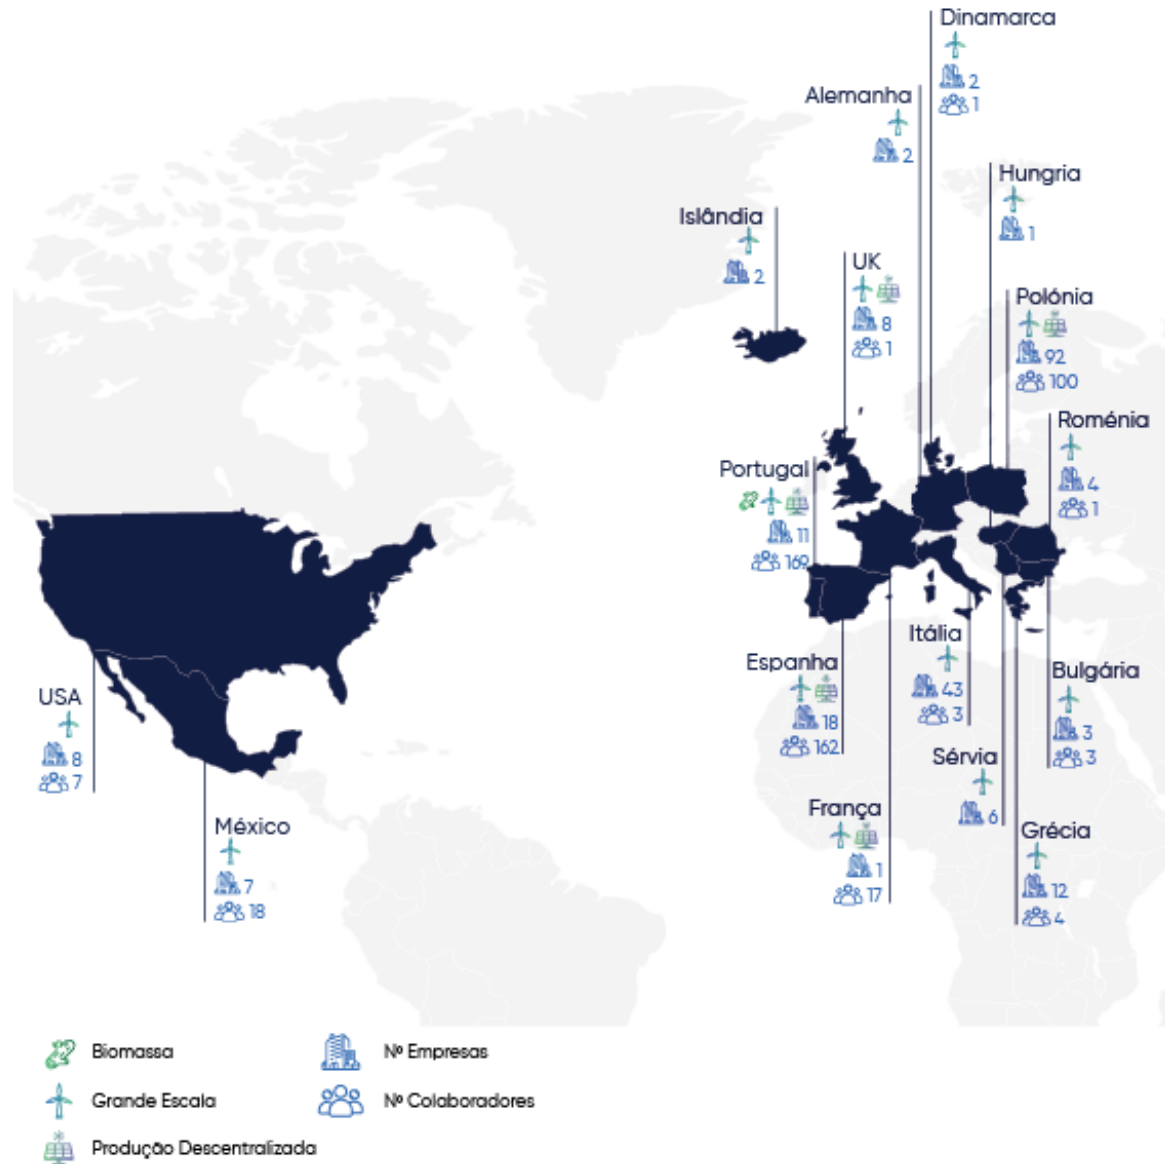 Dinamarca
2
1
Alemanha
2
Hungria
1
Islândia
2
UK
8
1
Polónia
92
100
Roménia
4
1
Portugal
11
169
Itália
43
3
Espanha
18
162
Bulgária
3
3
USA
8
7
Sérvia
6
França
1
17
México
7
18
Grécia
12
4
Biomassa
Nº Empresas
Grande Escala
Nº Colaboradores
Produção Descentralizada